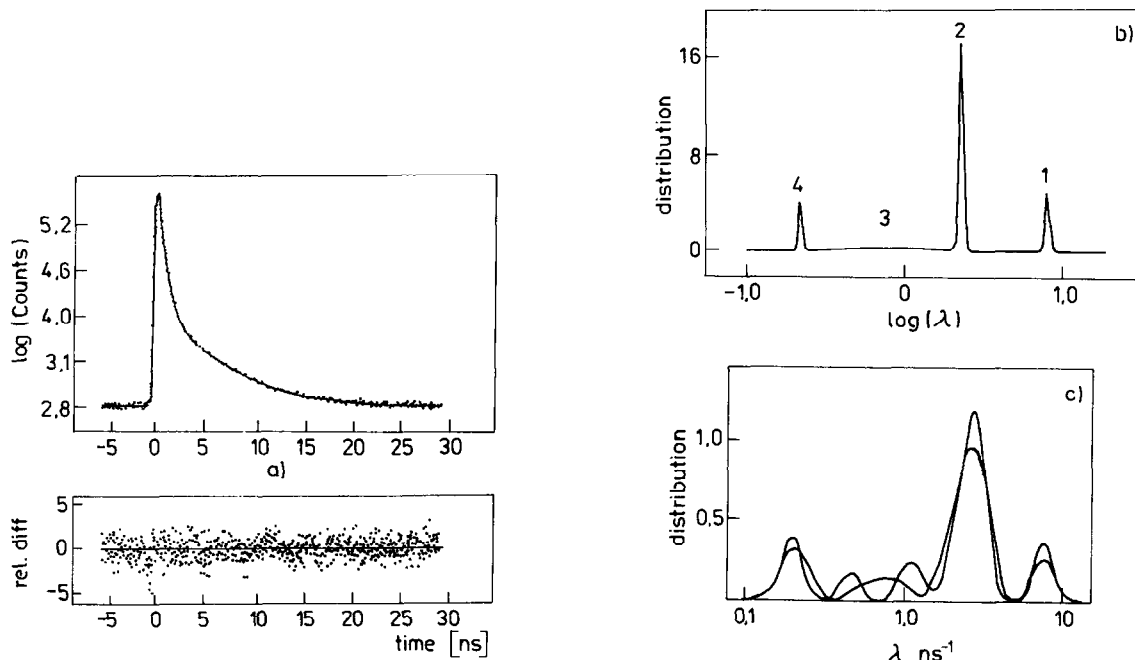 log (Counts)
5,2
4,6
4,0
3,1
2,8
-5 0 5 10 15 20 25 30
a)
rel. diff
5
0
-5
-5 0 5 10 15 20 25 30
time [ns]
b)
distribution
16
8
0
4
3
2
1
-1,0 0 1,0
log (λ)
c)
distribution
1,0
0,5
0,1 1,0 10
λ ns⁻¹